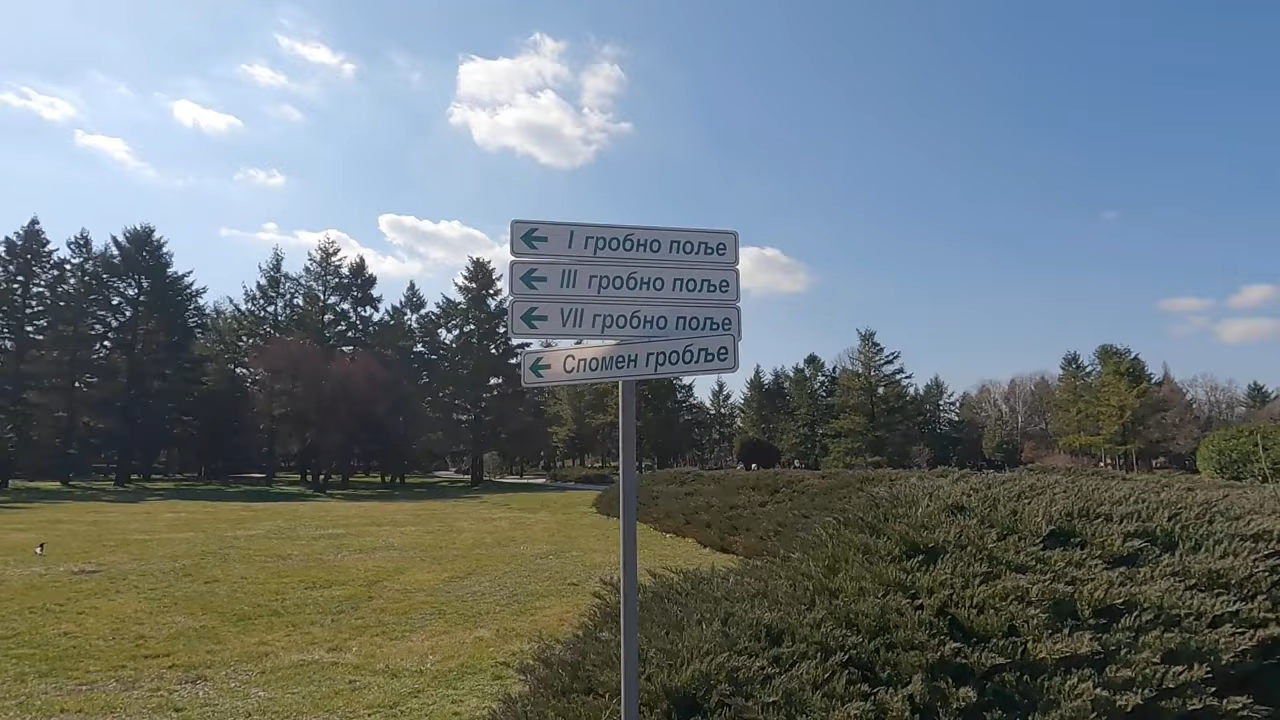 I гробно поље
III гробно поље
VII гробно поље
Спомен гробље